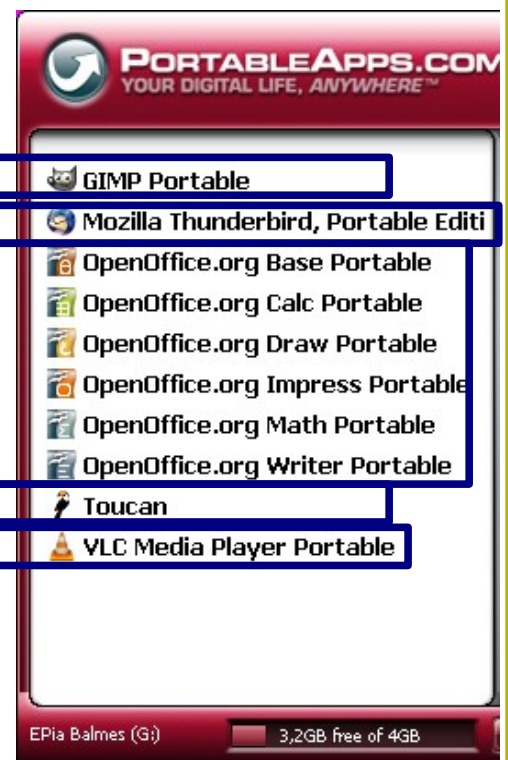 PORTABLEAPPS.COM
YOUR DIGITAL LIFE, ANYWHERE™
GIMP Portable
Mozilla Thunderbird, Portable Editi
OpenOffice.org Base Portable
OpenOffice.org Calc Portable
OpenOffice.org Draw Portable
OpenOffice.org Impress Portable
OpenOffice.org Math Portable
OpenOffice.org Writer Portable
Toucan
VLC Media Player Portable
EPia Balmes (G:) 3,2GB free of 4GB